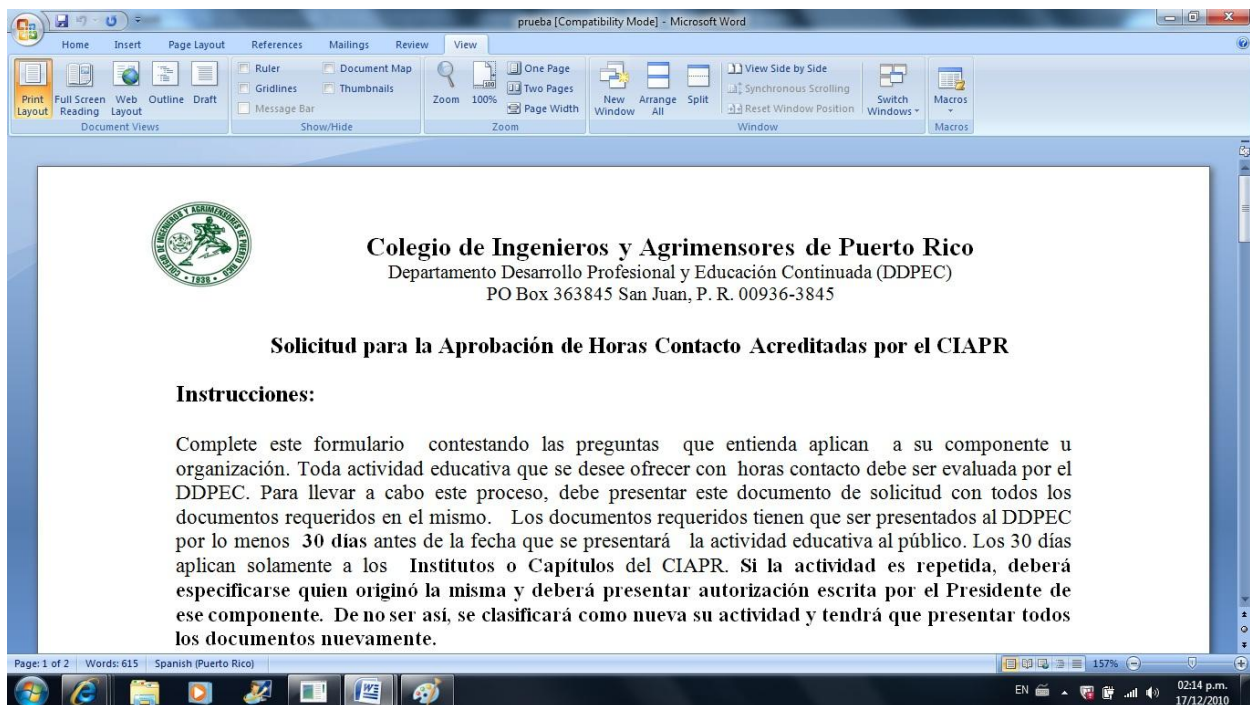 prueba [Compatibility Mode] - Microsoft Word
Home Insert Page Layout References Mailings Review View
Print Layout Full Screen Reading Web Layout Outline Draft
Document Views
Ruler Document Map
Gridlines Thumbnails
Message Bar
Show/Hide
Zoom 100% One Page
Two Pages
Page Width
Zoom
New Window Arrange All Split
View Side by Side
Synchronous Scrolling
Reset Window Position
Switch Windows
Window
Macros
Macros
COLEGIO DE INGENIEROS Y AGRIMENSORES DE PUERTO RICO
1938
Colegio de Ingenieros y Agrimensores de Puerto Rico
Departamento Desarrollo Profesional y Educación Continuada (DDPEC)
PO Box 363845 San Juan, P. R. 00936-3845
Solicitud para la Aprobación de Horas Contacto Acreditadas por el CIAPR
Instrucciones:
Complete este formulario contestando las preguntas que entienda aplican a su componente u
organización. Toda actividad educativa que se desee ofrecer con horas contacto debe ser evaluada por el
DDPEC. Para llevar a cabo este proceso, debe presentar este documento de solicitud con todos los
documentos requeridos en el mismo. Los documentos requeridos tienen que ser presentados al DDPEC
por lo menos 30 días antes de la fecha que se presentará la actividad educativa al público. Los 30 días
aplican solamente a los Institutos o Capítulos del CIAPR. Si la actividad es repetida, deberá
especificarse quien originó la misma y deberá presentar autorización escrita por el Presidente de
ese componente. De no ser así, se clasificará como nueva su actividad y tendrá que presentar todos
los documentos nuevamente.
Page: 1 of 2 Words: 615 Spanish (Puerto Rico) 157%
EN 02:14 p.m.
17/12/2010